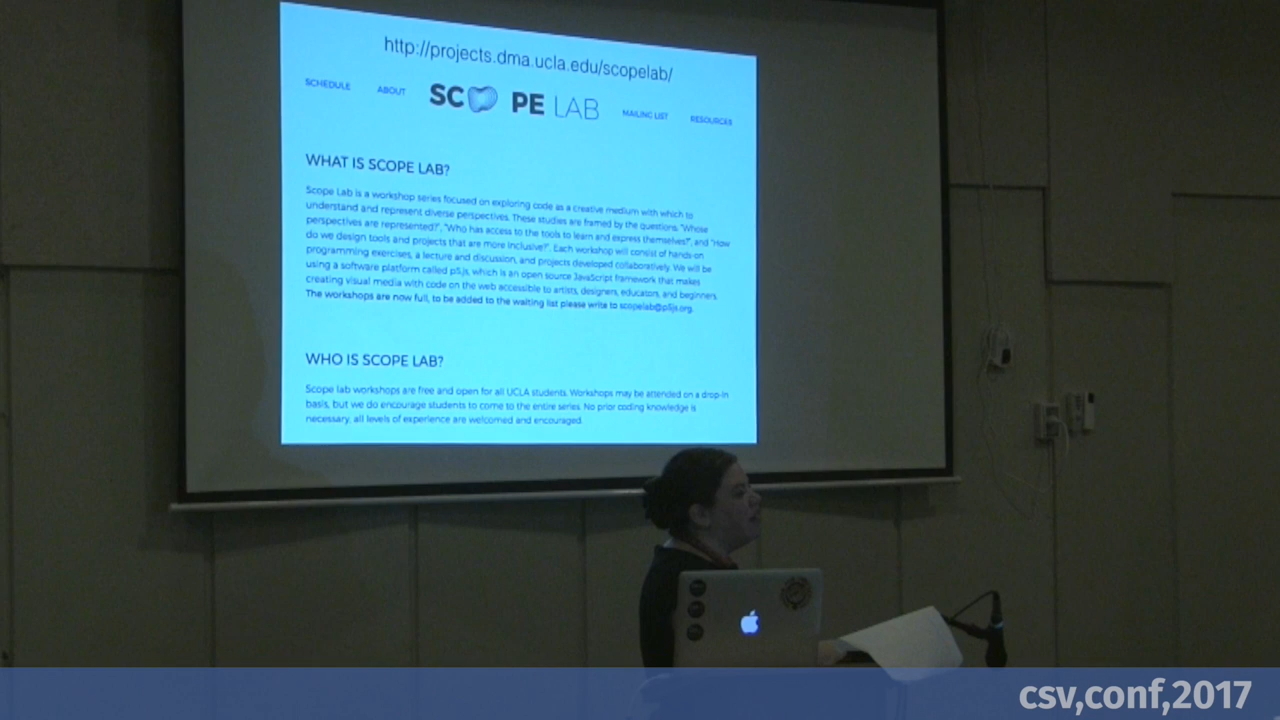 http://projects.dma.ucla.edu/scopelab/
SCHEDULE ABOUT SCOPE LAB MAILING LIST RESOURCES
WHAT IS SCOPE LAB?
Scope Lab is a workshop series focused on exploring code as a creative medium with which to
understand and represent diverse perspectives. These studies are framed by the questions "Whose
perspectives are represented?", "Who has access to the tools to learn and express themselves?", and "How
do we design tools and projects that are more inclusive?". Each workshop will consist of hands-on
programming exercises, a lecture and discussion, and projects developed collaboratively. We will be
using a software platform called p5.js, which is an open source JavaScript framework that makes
creating visual media with code on the web accessible to artists, designers, educators, and beginners.
The workshops are now full, to be added to the waiting list please write to scopelab@p5js.org.
WHO IS SCOPE LAB?
Scope lab workshops are free and open for all UCLA students. Workshops may be attended on a drop-in
basis, but we do encourage students to come to the entire series. No prior coding knowledge is
necessary, all levels of experience are welcomed and encouraged.
csv,conf,2017